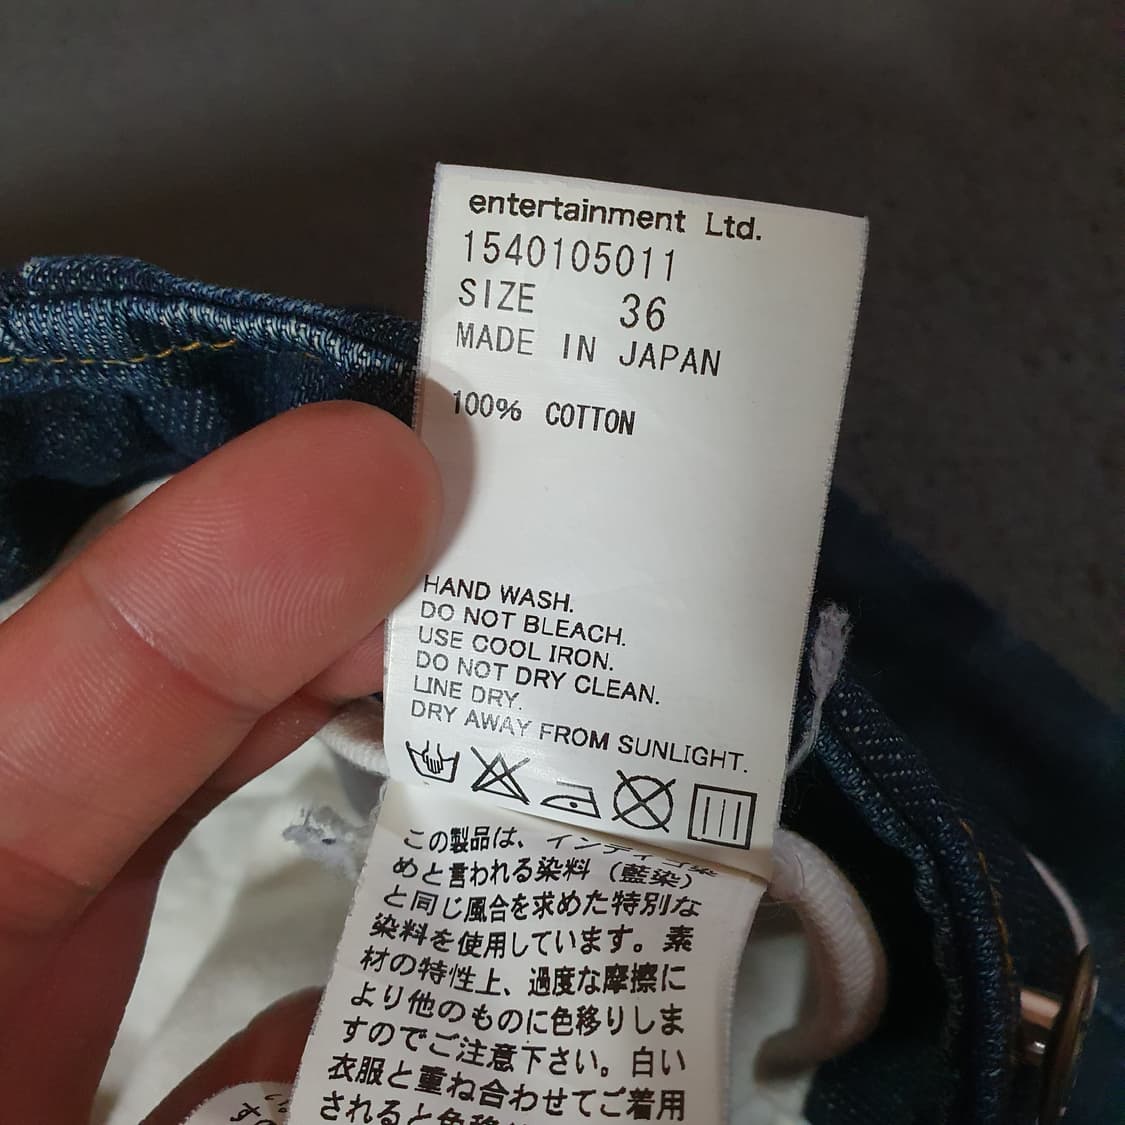 entertainment Ltd.
1540105011
SIZE 36
MADE IN JAPAN
100% COTTON
HAND WASH.
DO NOT BLEACH.
USE COOL IRON.
DO NOT DRY CLEAN.
LINE DRY.
DRY AWAY FROM SUNLIGHT.
この製品は、インディゴ染
めと言われる染料（藍染）
と同じ風合を求めた特別な
染料を使用しています。素
材の特性上、過度な摩擦に
より他のものに色移りしま
すのでご注意下さい。白い
衣服と重ね合わせてご着用
されると色移